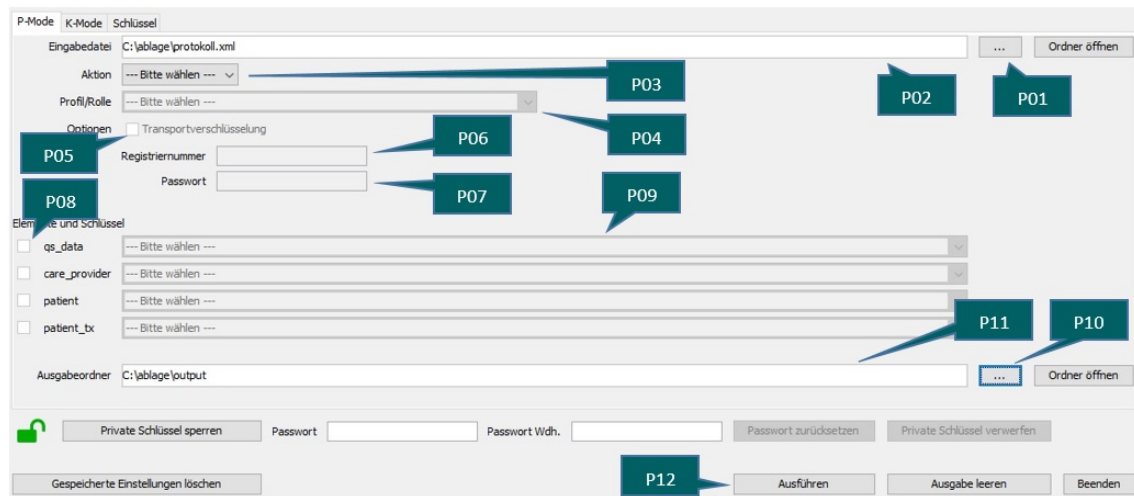 P-Mode K-Mode Schlüssel
Eingabedatei C:\ablage\protokoll.xml ... Ordner öffnen
Aktion --- Bitte wählen --- P03 P02 P01
Profil/Rolle --- Bitte wählen ---
Optionen Transportverschlüsselung P06 P04
P05 Registriernummer
Passwort P07 P09
P08
Elemente und Schlüssel
qs_data --- Bitte wählen ---
care_provider --- Bitte wählen ---
patient --- Bitte wählen ---
patient_tx --- Bitte wählen --- P11 P10
Ausgabeordner C:\ablage\output ... Ordner öffnen
Private Schlüssel sperren Passwort Passwort Wdh. Passwort zurücksetzen Private Schlüssel verwerfen
Gespeicherte Einstellungen löschen P12 Ausführen Ausgabe leeren Beenden